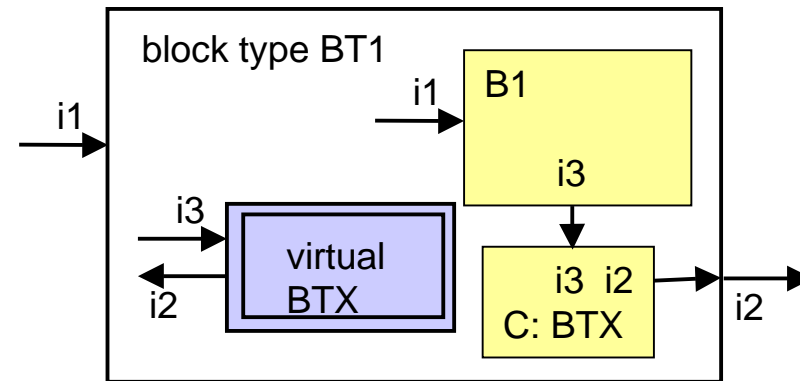 block type BT1
i1
B1
i1
i3
i3
virtual
BTX
i2
i3 i2
C: BTX
i2